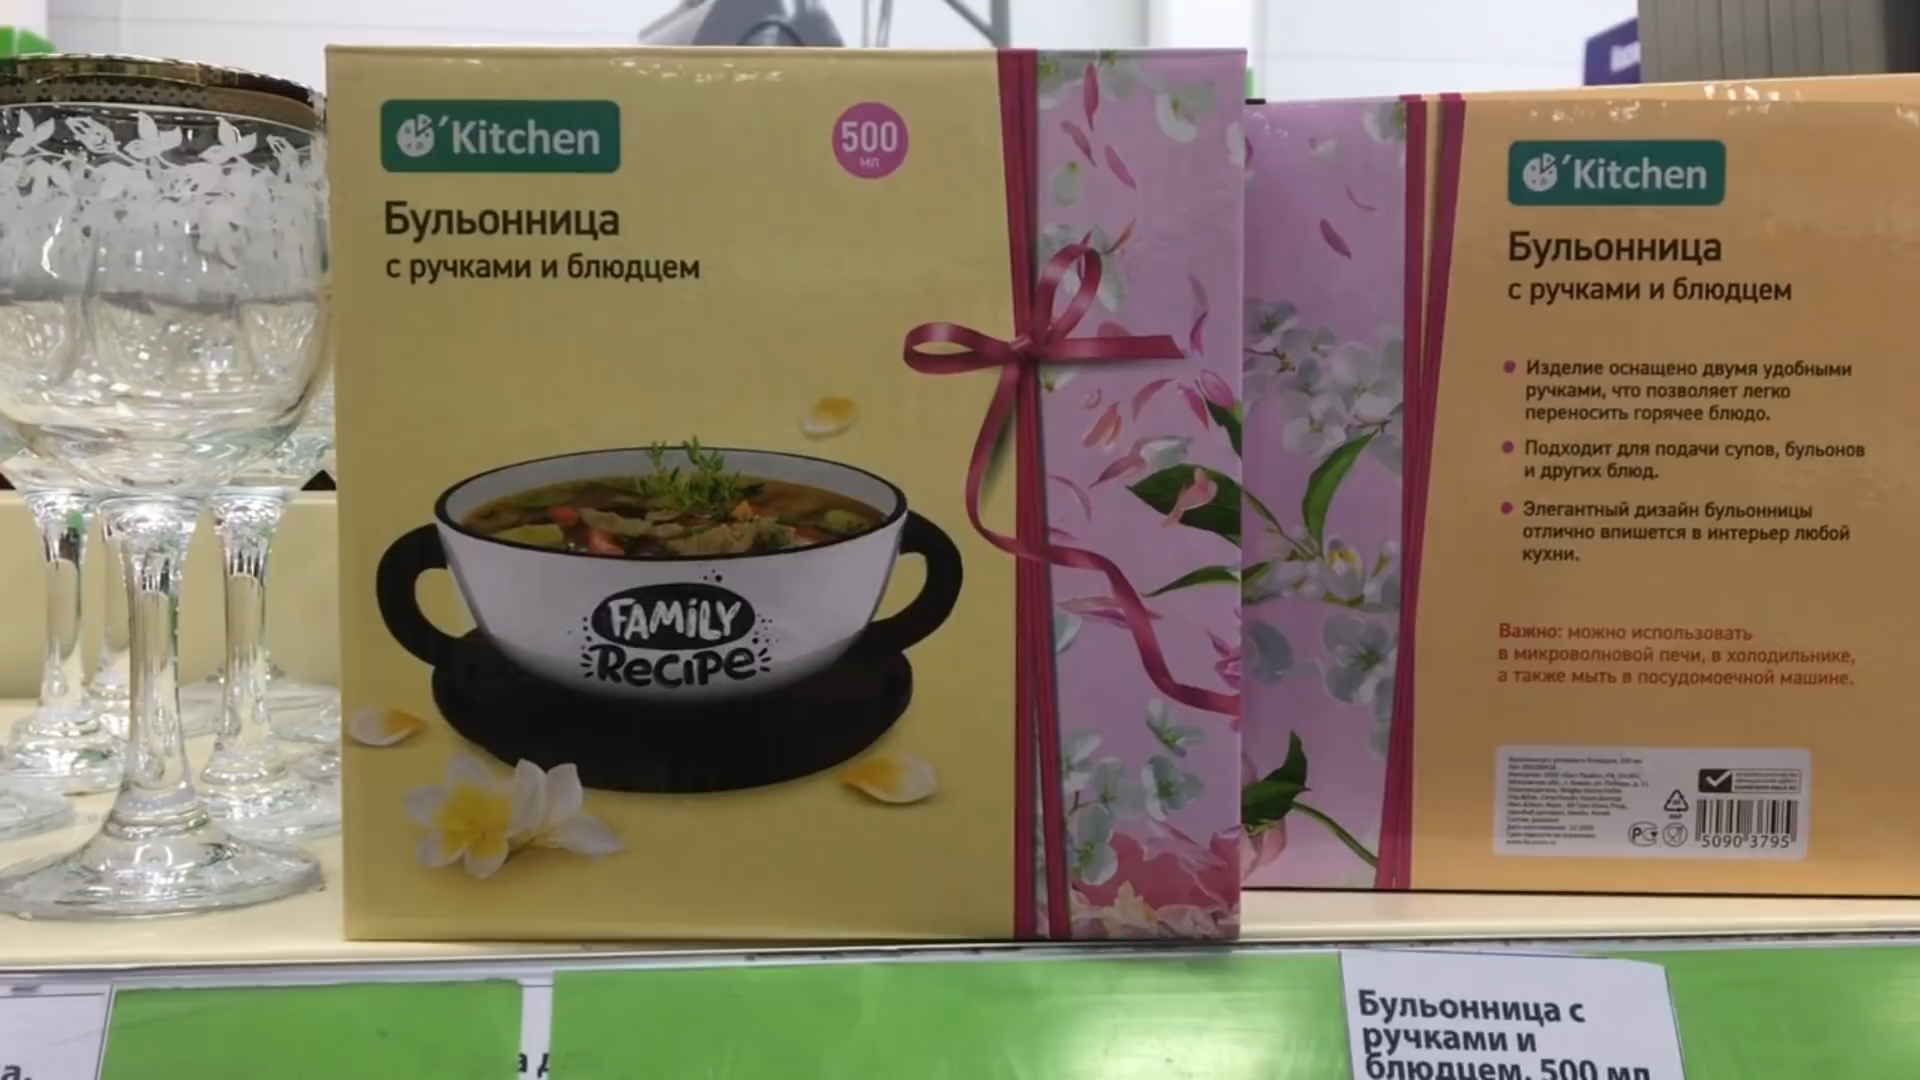 'Kitchen
500
мл
Бульонница
с ручками и блюдцем
FAMILY
RECIPE
'Kitchen
Бульонница
с ручками и блюдцем
Изделие оснащено двумя удобными
ручками, что позволяет легко
переносить горячее блюдо.
Подходит для подачи супов, бульонов
и других блюд.
Элегантный дизайн бульонницы
отлично впишется в интерьер любой
кухни.
Важно: можно использовать
в микроволновой печи, в холодильнике,
а также мыть в посудомоечной машине.
5090 3795
Бульонница с
ручками и
блюдцем, 500 мл